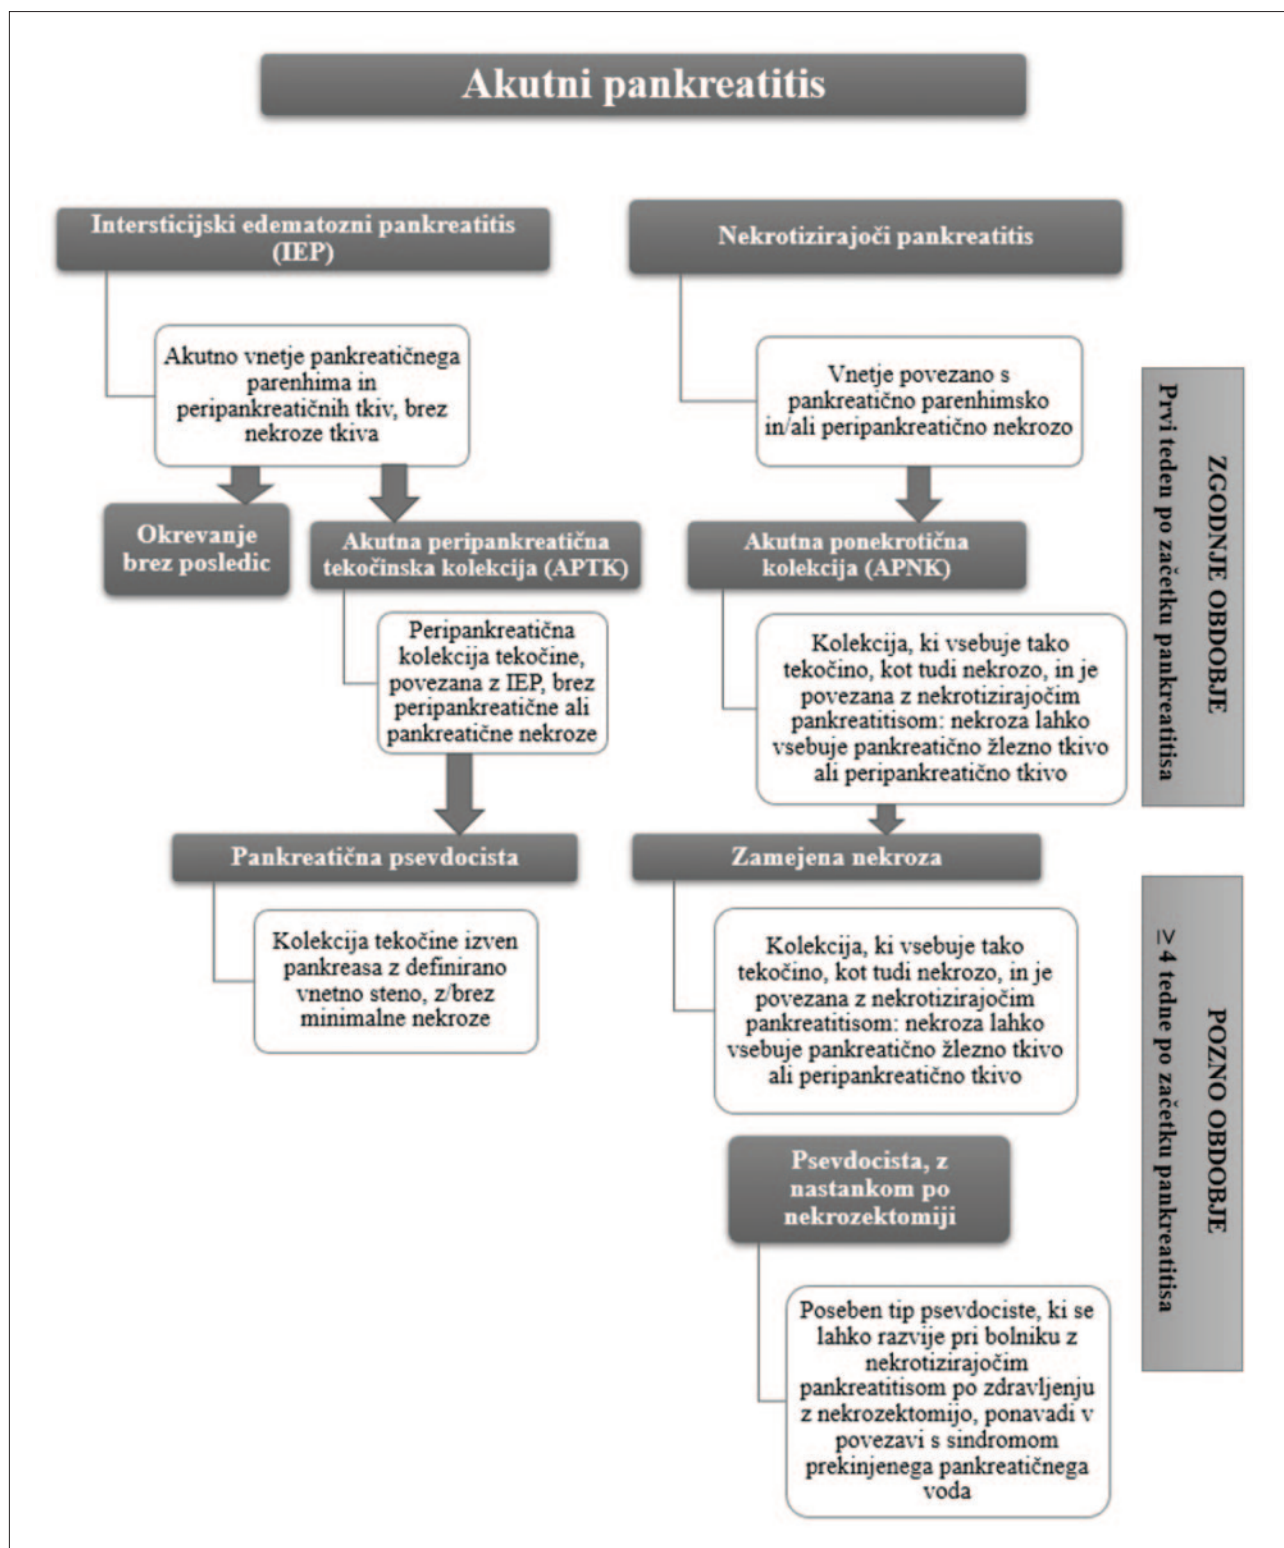 Akutni pankreatitis
Intersticijski edematozni pankreatitis
(IEP)
Akutno vnetje pankreatičnega
parenhima in
peripankreatičnih tkiv, brez
nekroze tkiva
Okrevanje
brez posledic
Akutna peripankreatična
tekočinska kolekcija (APTK)
Peripankreatična
kolekcija tekočine,
povezana z IEP, brez
peripankreatične ali
pankreatične nekroze
Pankreatična psevdocista
Kolekcija tekočine izven
pankreasa z definirano
vnetno steno, z/brez
minimalne nekroze
Nekrotizirajoči pankreatitis
Vnetje povezano s
pankreatično parenhimsko
in/ali peripankreatično nekrozo
Akutna ponekrotična
kolekcija (APNK)
Kolekcija, ki vsebuje tako
tekočino, kot tudi nekrozo, in je
povezana z nekrotizirajočim
pankreatitisom: nekroza lahko
vsebuje pankreatično žlezno tkivo
ali peripankreatično tkivo
Zamejena nekroza
Kolekcija, ki vsebuje tako
tekočino, kot tudi nekrozo, in je
povezana z nekrotizirajočim
pankreatitisom: nekroza lahko
vsebuje pankreatično žlezno tkivo
ali peripankreatično tkivo
Psevdocista, z
nastankom po
nekrozektomiji
Poseben tip psevdociste, ki se
lahko razvije pri bolniku z
nekrotizirajočim
pankreatitisom po zdravljenju
z nekrozektomijo, ponavadi v
povezavi s sindromom
prekinjenega pankreatičnega
voda
ZGODNJE OBDOBJE
Prvi teden po začetku pankreatitisa
POZNO OBDOBJE
≥ 4 tedne po začetku pankreatitisa